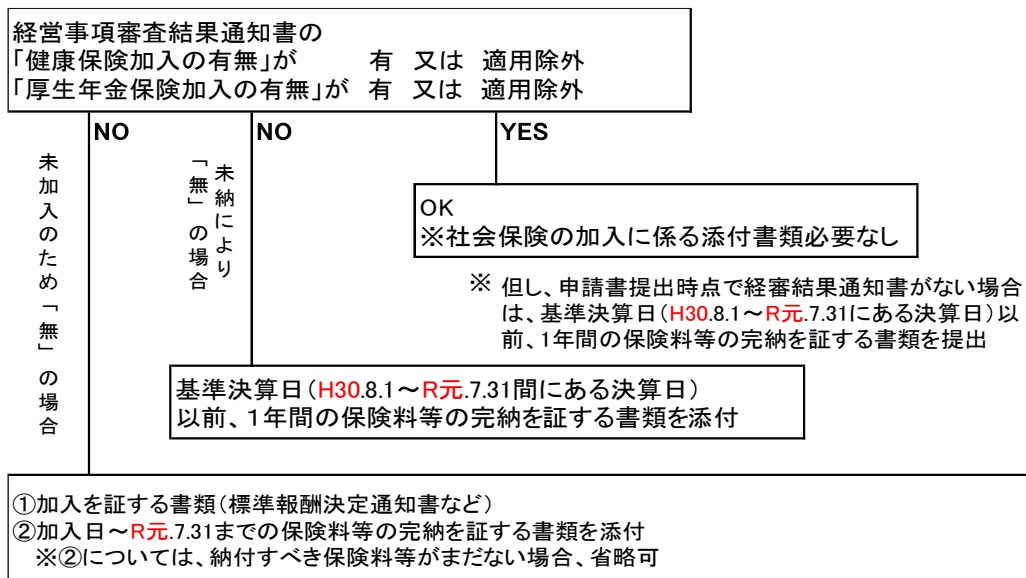 経営事項審査結果通知書の
「健康保険加入の有無」が 有 又は 適用除外
「厚生年金保険加入の有無」が 有 又は 適用除外
NO
NO
YES
未加入のため「無」の場合
未納により
「無」の場合
OK
※社会保険の加入に係る添付書類必要なし
※ 但し、申請書提出時点で経審結果通知書がない場合
は、基準決算日(H30.8.1～R元.7.31にある決算日)以
前、1年間の保険料等の完納を証する書類を提出
基準決算日(H30.8.1～R元.7.31間にある決算日)
以前、1年間の保険料等の完納を証する書類を添付
①加入を証する書類(標準報酬決定通知書など)
②加入日～R元.7.31までの保険料等の完納を証する書類を添付
※②については、納付すべき保険料等がまだない場合、省略可